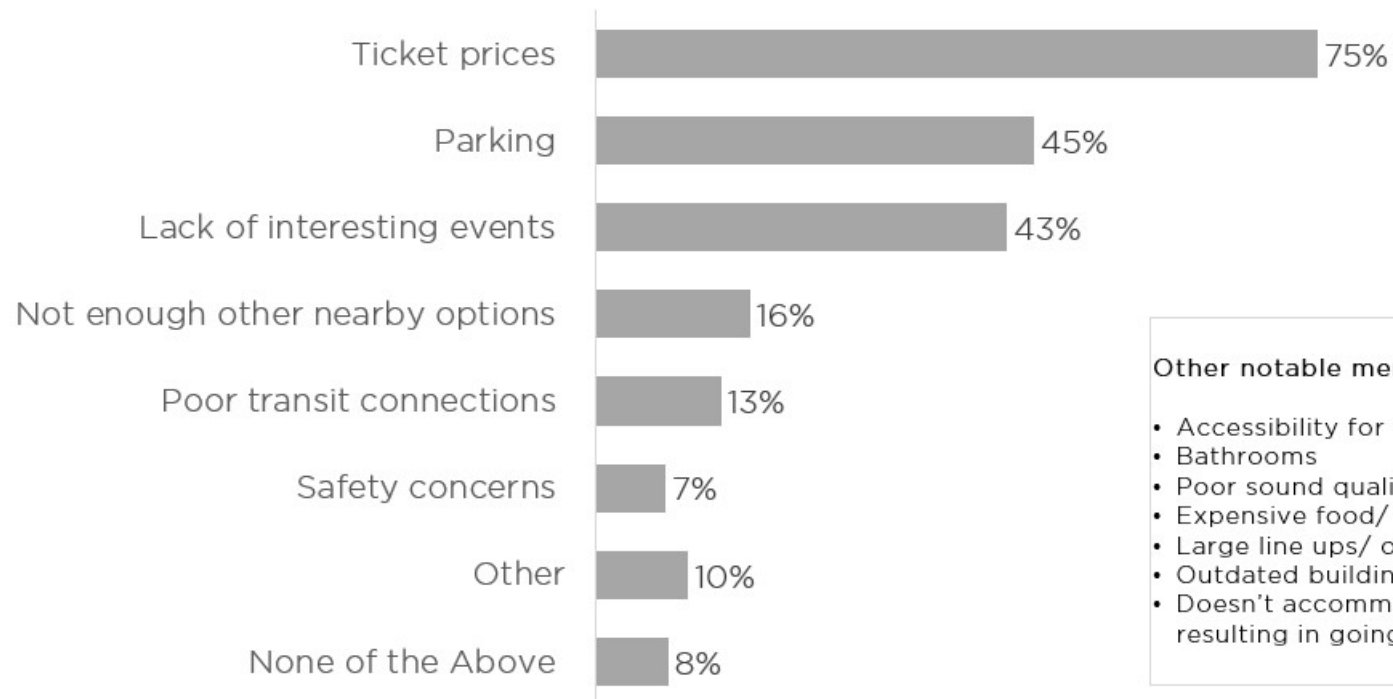 Ticket prices 75%
Parking 45%
Lack of interesting events 43%
Not enough other nearby options 16%
Poor transit connections 13%
Safety concerns 7%
Other 10%
None of the Above 8%
Other notable
• Accessibility for
• Bathrooms
• Poor sound
• Expensive food/
• Large line ups/
• Outdated
• Doesn't
resulting in